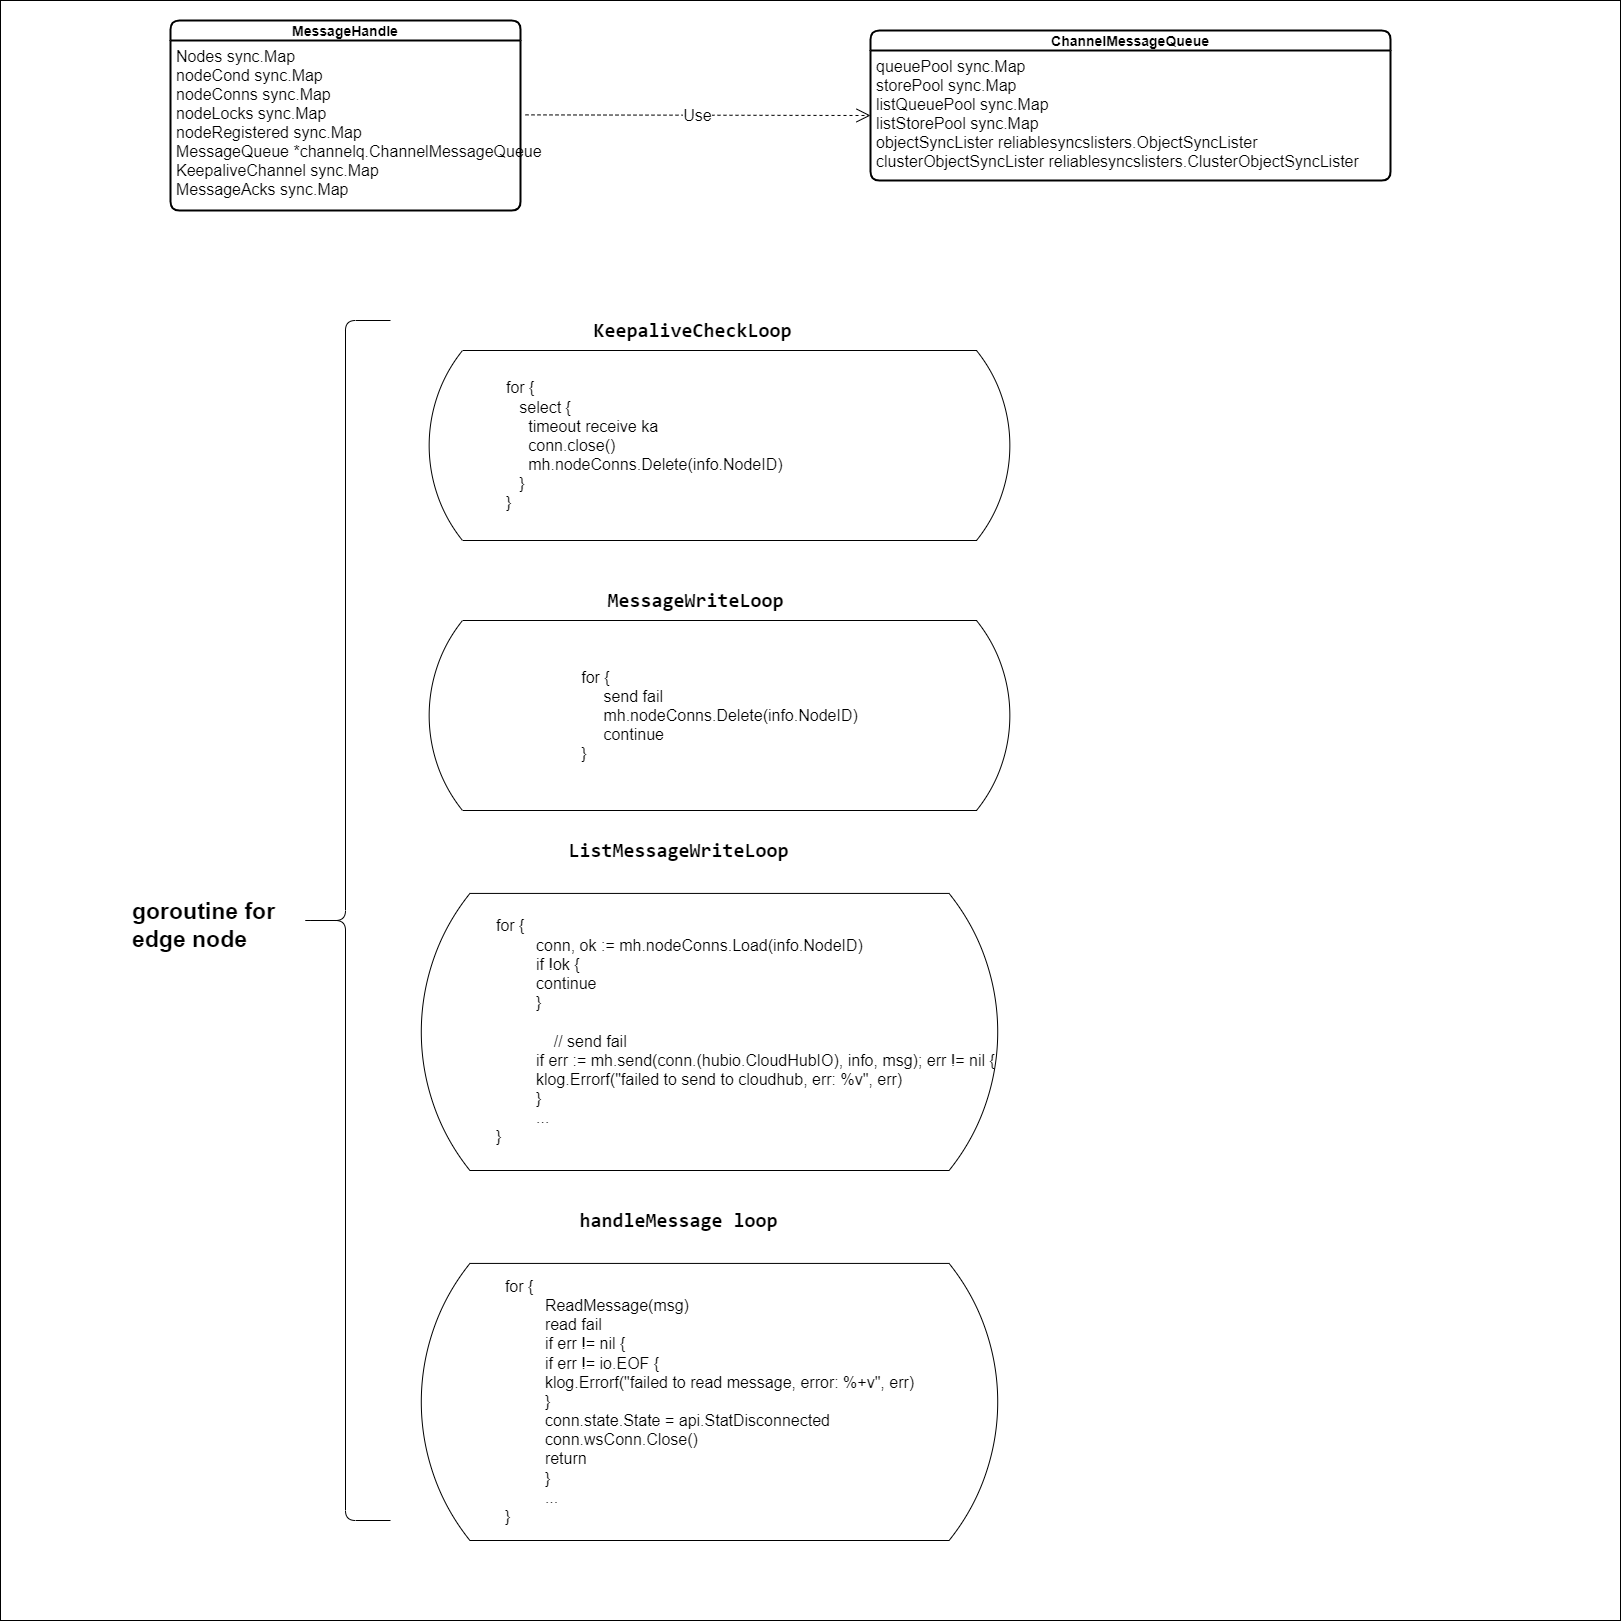 MessageHandle
Nodes sync.Map
nodeCond sync.Map
nodeConns sync.Map
nodeLocks sync.Map
nodeRegistered sync.Map
MessageQueue *channelq.ChannelMessageQueue
KeepaliveChannel sync.Map
MessageAcks sync.Map
Use
ChannelMessageQueue
queuePool sync.Map
storePool sync.Map
listQueuePool sync.Map
listStorePool sync.Map
objectSyncLister reliablesyncslisters.ObjectSyncLister
clusterObjectSyncLister reliablesyncslisters.ClusterObjectSyncLister
goroutine for
edge node
KeepaliveCheckLoop
for {
select {
timeout receive ka
conn.close()
mh.nodeConns.Delete(info.NodeID)
}
}
MessageWriteLoop
for {
send fail
mh.nodeConns.Delete(info.NodeID)
continue
}
ListMessageWriteLoop
for {
conn, ok := mh.nodeConns.Load(info.NodeID)
if !ok {
continue
}
// send fail
if err := mh.send(conn.(hubio.CloudHubIO), info, msg); err != nil {
klog.Errorf("failed to send to cloudhub, err: %v", err)
}
...
}
handleMessage loop
for {
ReadMessage(msg)
read fail
if err != nil {
if err != io.EOF {
klog.Errorf("failed to read message, error: %+v", err)
}
conn.state.State = api.StatDisconnected
conn.wsConn.Close()
return
}
...
}